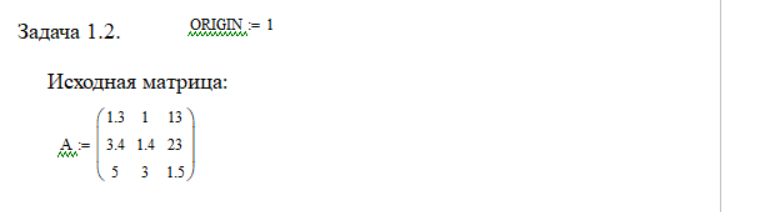 Задача 1.2. ORIGIN := 1
Исходная матрица:
1.3 1 13
A := 3.4 1.4 23
5 3 1.5